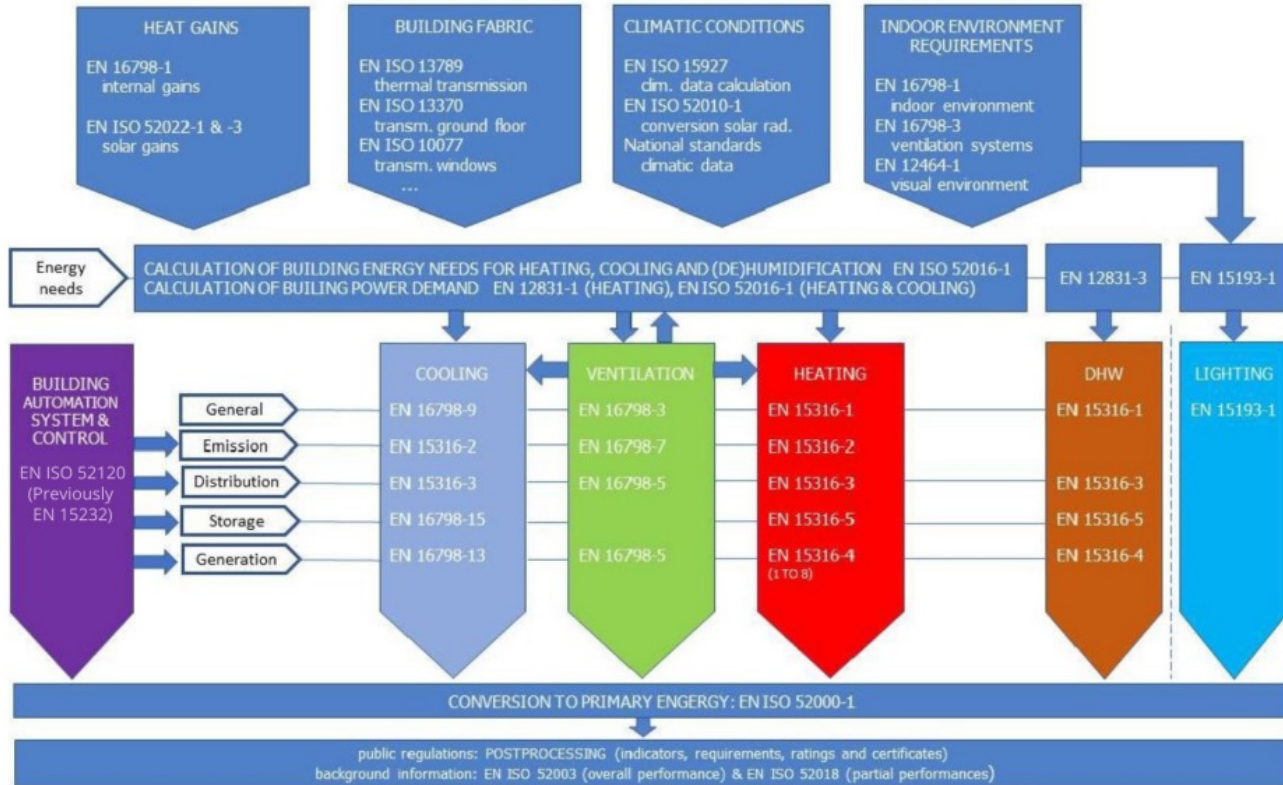 HEAT GAINS
EN 16798-1
internal gains
EN ISO 52022-1 & -3
solar gains
BUILDING FABRIC
EN ISO 13789
thermal transmission
EN ISO 13370
transm. ground floor
EN ISO 10077
transm. windows
...
CLIMATIC CONDITIONS
EN ISO 15927
clim. data calculation
EN ISO 52010-1
conversion solar rad.
National standards
climatic data
INDOOR ENVIRONMENT
REQUIREMENTS
EN 16798-1
indoor environment
EN 16798-3
ventilation systems
EN 12464-1
visual environment
Energy
needs
CALCULATION OF BUILDING ENERGY NEEDS FOR HEATING, COOLING AND (DE)HUMIDIFICATION EN ISO 52016-1
CALCULATION OF BUILING POWER DEMAND EN 12831-1 (HEATING), EN ISO 52016-1 (HEATING & COOLING)
EN 12831-3
EN 15193-1
BUILDING
AUTOMATION
SYSTEM &
CONTROL
EN ISO 52120
(Previously
EN 15232)
General
Emission
Distribution
Storage
Generation
COOLING
EN 16798-9
EN 15316-2
EN 15316-3
EN 16798-15
EN 16798-13
VENTILATION
EN 16798-3
EN 16798-7
EN 16798-5
EN 16798-5
HEATING
EN 15316-1
EN 15316-2
EN 15316-3
EN 15316-5
EN 15316-4
(1 TO 8)
DHW
EN 15316-1
EN 15316-3
EN 15316-5
EN 15316-4
LIGHTING
EN 15193-1
CONVERSION TO PRIMARY ENGERGY: EN ISO 52000-1
public regulations: POSTPROCESSING (indicators, requirements, ratings and certificates)
background information: EN ISO 52003 (overall performance) & EN ISO 52018 (partial performances)